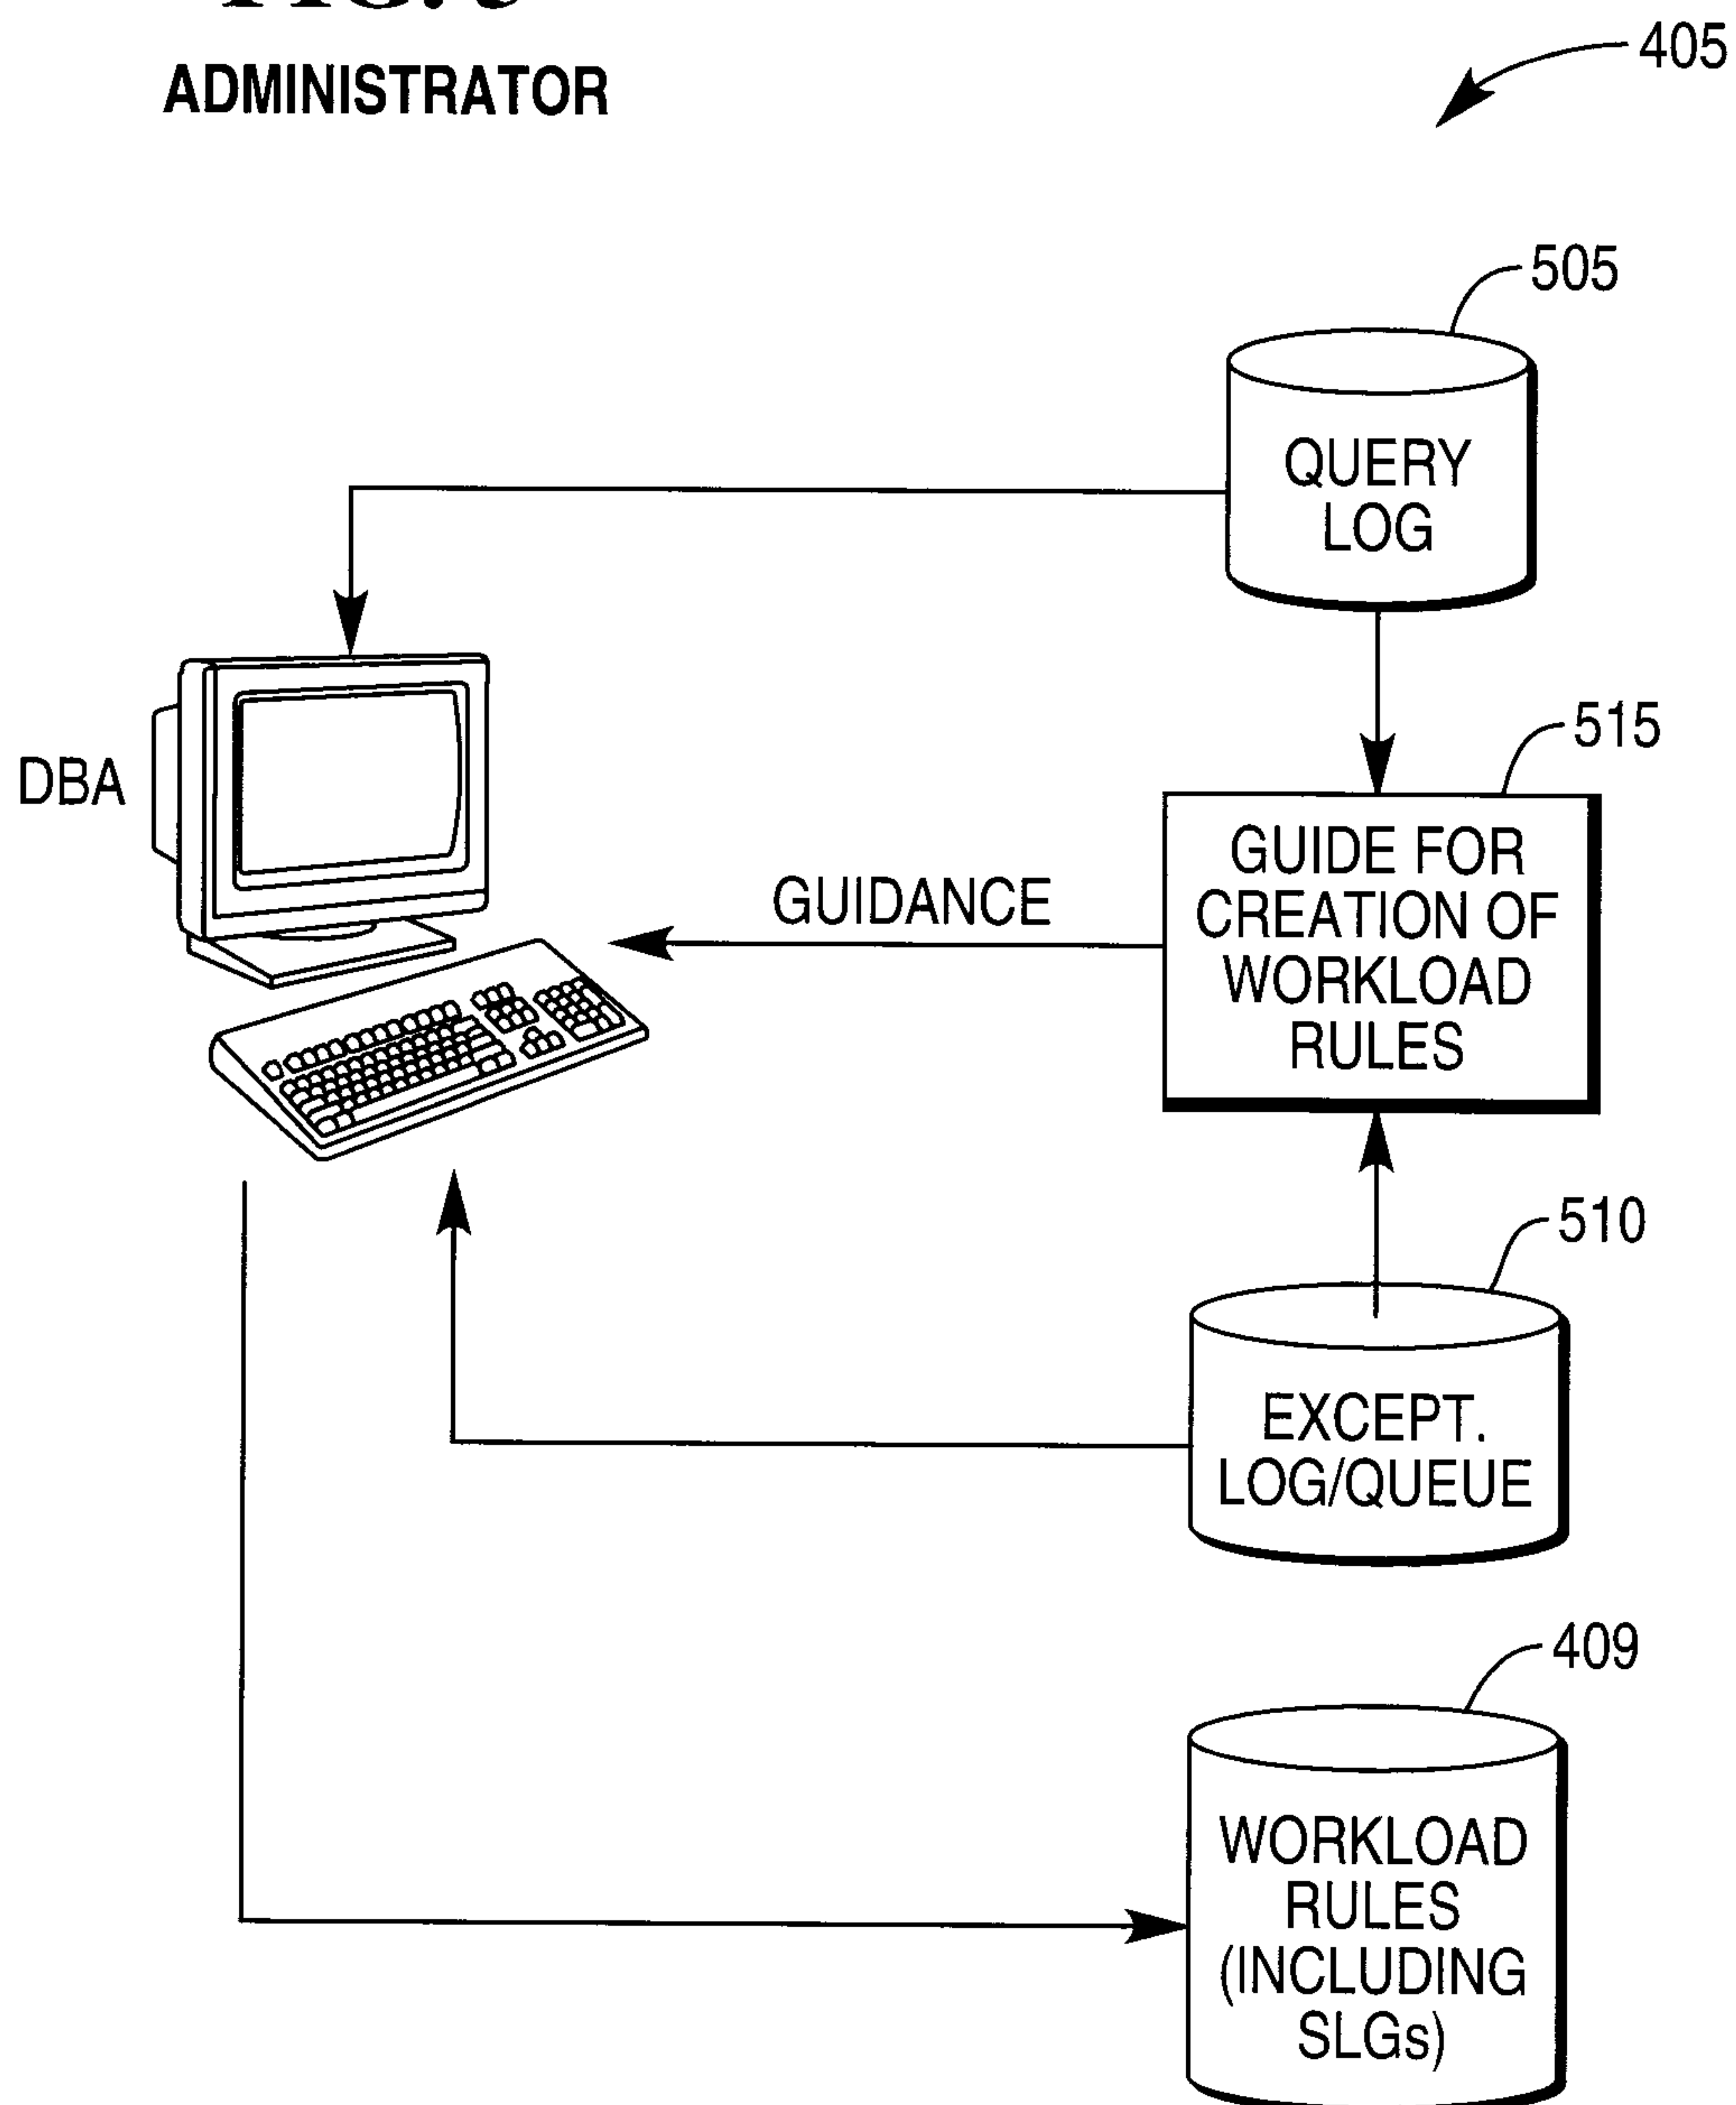 ADMINISTRATOR
405
505
QUERY
LOG
515
DBA
GUIDE FOR
CREATION OF
WORKLOAD
RULES
GUIDANCE
510
EXCEPT.
LOG/QUEUE
409
WORKLOAD
RULES
(INCLUDING
SLGs)